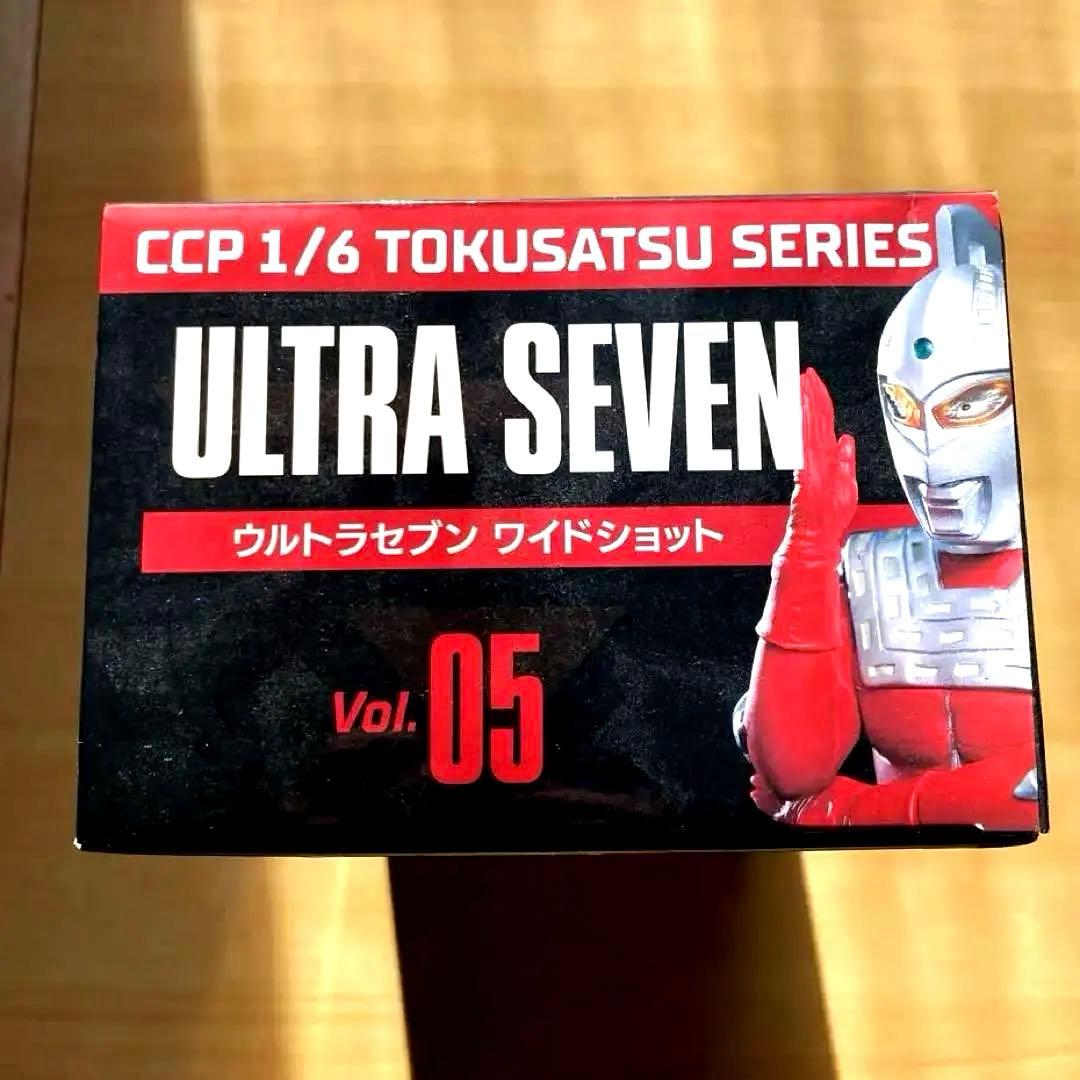 CCP 1/6 TOKUSATSU SERIES
ULTRA SEVEN
ウルトラセブン ワイドショット
Vol. 05